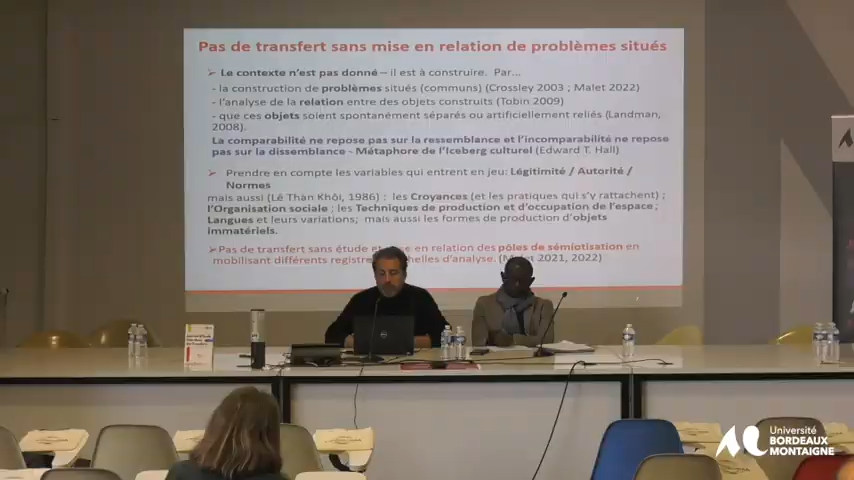 Pas de transfert sans mise en relation de problèmes situés
➢ Le contexte n'est pas donné – il est à construire. Par…
- la construction de problèmes situés (communs) (Crossley 2003 ; Malet 2022)
- l'analyse de la relation entre des objets construits (Tobin 2009)
- que ces objets soient spontanément séparés ou artificiellement reliés (Landman,
2008).
La comparabilité ne repose pas sur la ressemblance et l'incomparabilité ne repose
pas sur la dissemblance - Métaphore de l'Iceberg culturel (Edward T. Hall)
➢ Prendre en compte les variables qui entrent en jeu: Légitimité / Autorité /
Normes
mais aussi (Lê Thàn Khôi, 1986) : les Croyances (et les pratiques qui s'y rattachent) ;
l'Organisation sociale ; les Techniques de production et d'occupation de l'espace ;
Langues et leurs variations; mais aussi les formes de production d'objets
immatériels.
➢Pas de transfert sans étude et en relation des pôles de sémiotisation en
mobilisant différents d'analyse. (Malet 2021, 2022)
Université
BORDEAUX
MONTAIGNE